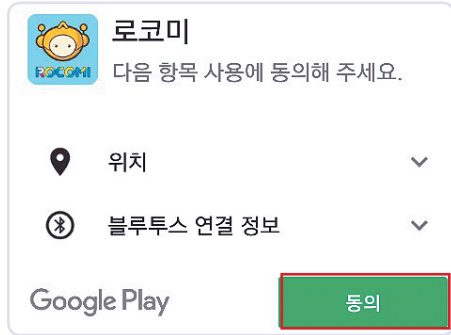 로코미
ROCOMI
다음 항목 사용에 동의해 주세요.
위치
블루투스 연결 정보
Google Play
동의